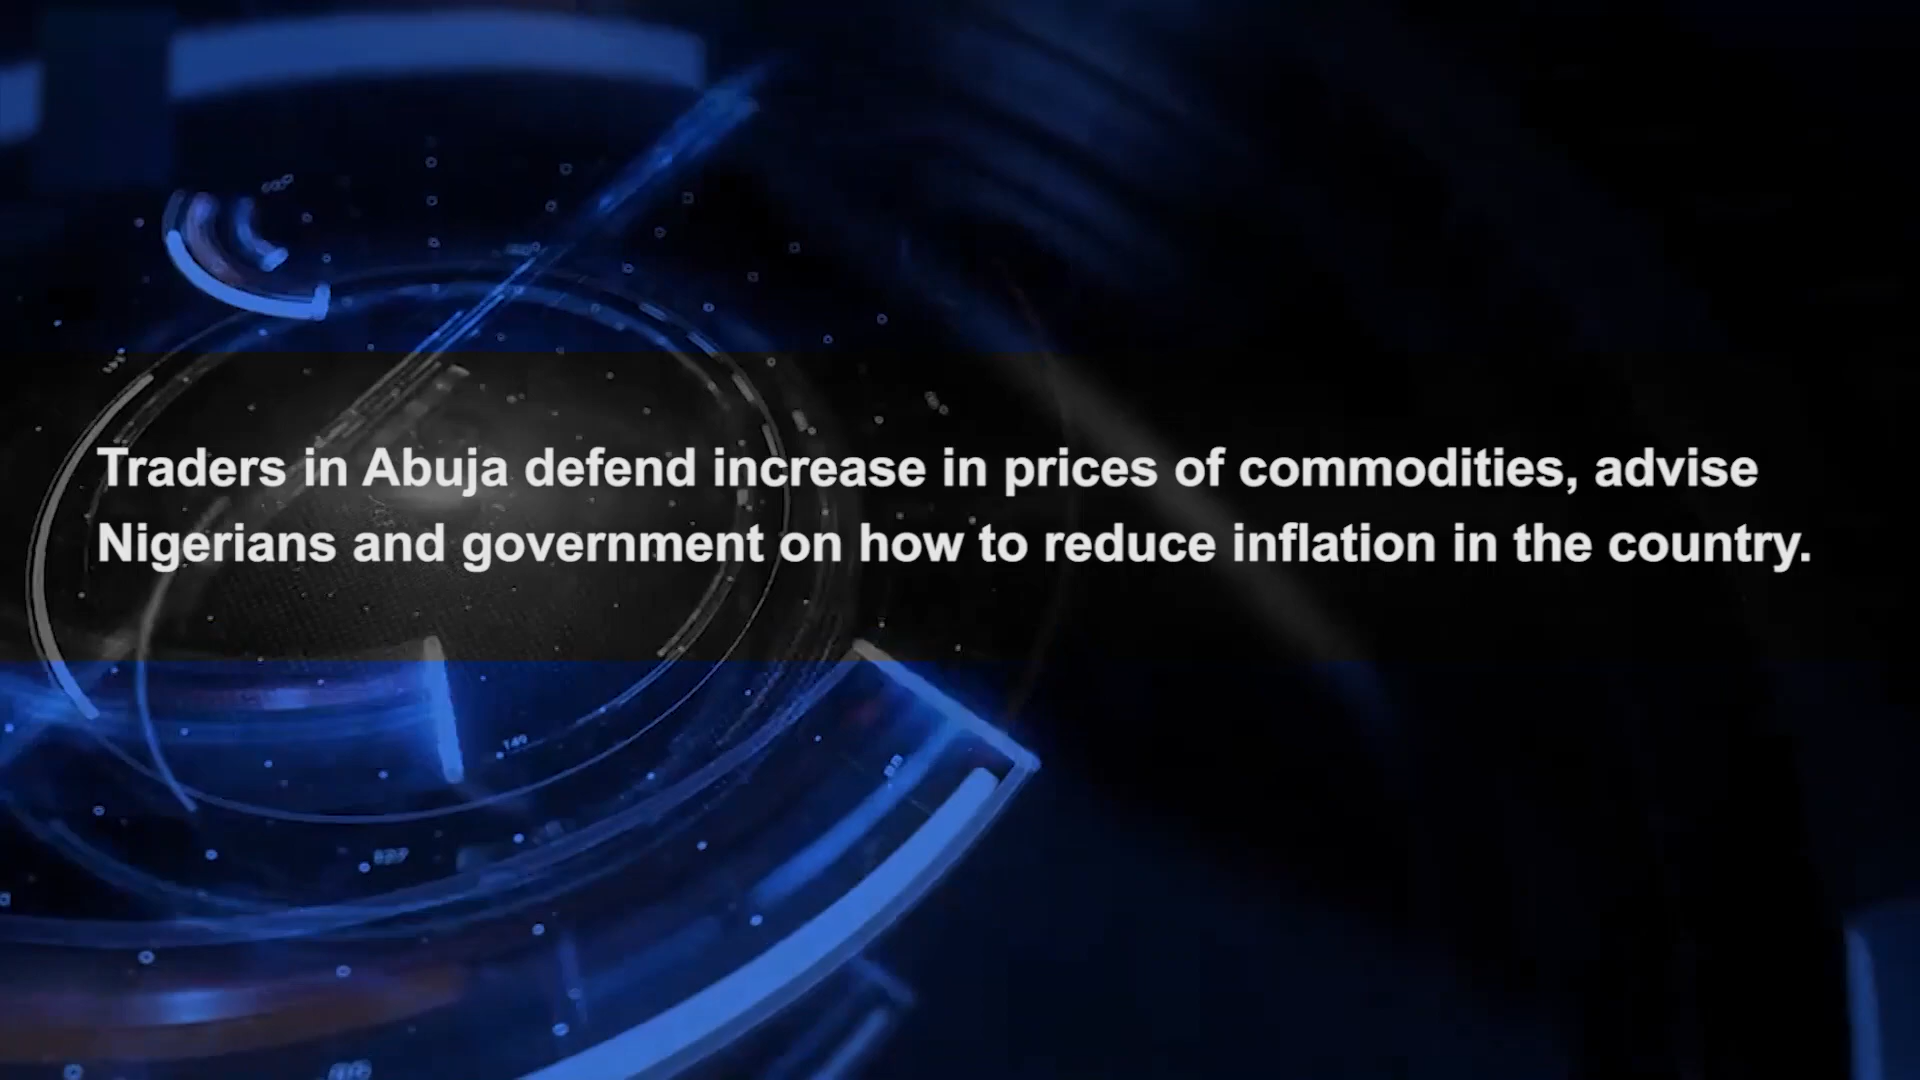 Traders in Abuja defend increase in prices of commodities, advise
Nigerians and government on how to reduce inflation in the country.